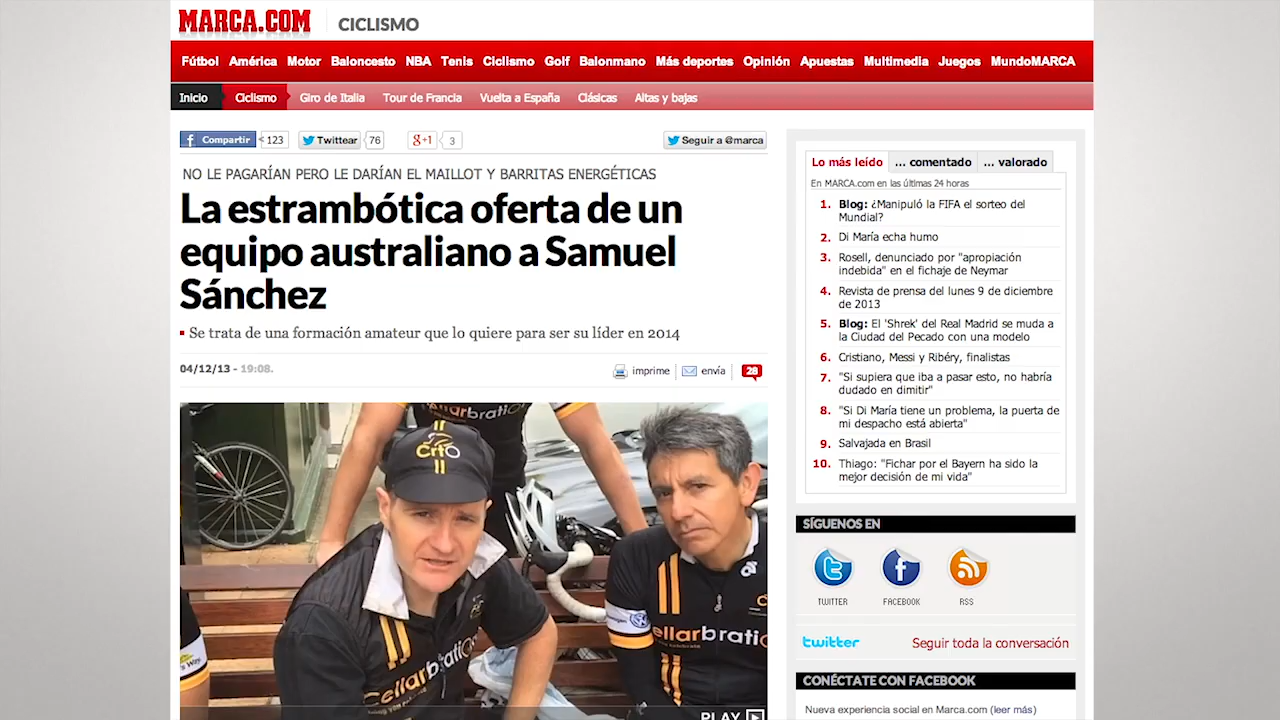 MARCA.COM CICLISMO
Fútbol América Motor Baloncesto NBA Tenis Ciclismo Golf Balonmano Más deportes Opinión Apuestas Multimedia Juegos MundoMARCA
Inicio Ciclismo Giro de Italia Tour de Francia Vuelta a España Clásicas Altas y bajas
f Compartir 123 Twittear 76 g+1 3 Seguir a @marca
NO LE PAGARÍAN PERO LE DARÍAN EL MAILLOT Y BARRITAS ENERGÉTICAS
La estrambótica oferta de un
equipo australiano a Samuel
Sánchez
Se trata de una formación amateur que lo quiere para ser su líder en 2014
04/12/13 - 19:08.
imprime envía 28
CrfO
PLAY
Lo más leído ... comentado ... valorado
En MARCA.com en las últimas 24 horas
1. Blog: ¿Manipuló la FIFA el sorteo del
Mundial?
2. Di María echa humo
3. Rosell, denunciado por "apropiación
indebida" en el fichaje de Neymar
4. Revista de prensa del lunes 9 de diciembre
de 2013
5. Blog: El 'Shrek' del Real Madrid se muda a
la Ciudad del Pecado con una modelo
6. Cristiano, Messi y Ribéry, finalistas
7. "Si supiera que iba a pasar esto, no habría
dudado en dimitir"
8. "Si Di María tiene un problema, la puerta de
mi despacho está abierta"
9. Salvajada en Brasil
10. Thiago: "Fichar por el Bayern ha sido la
mejor decisión de mi vida"
SÍGUENOS EN
TWITTER FACEBOOK RSS
twitter Seguir toda la conversación
CONÉCTATE CON FACEBOOK
Nueva experiencia social en Marca.com (leer más)